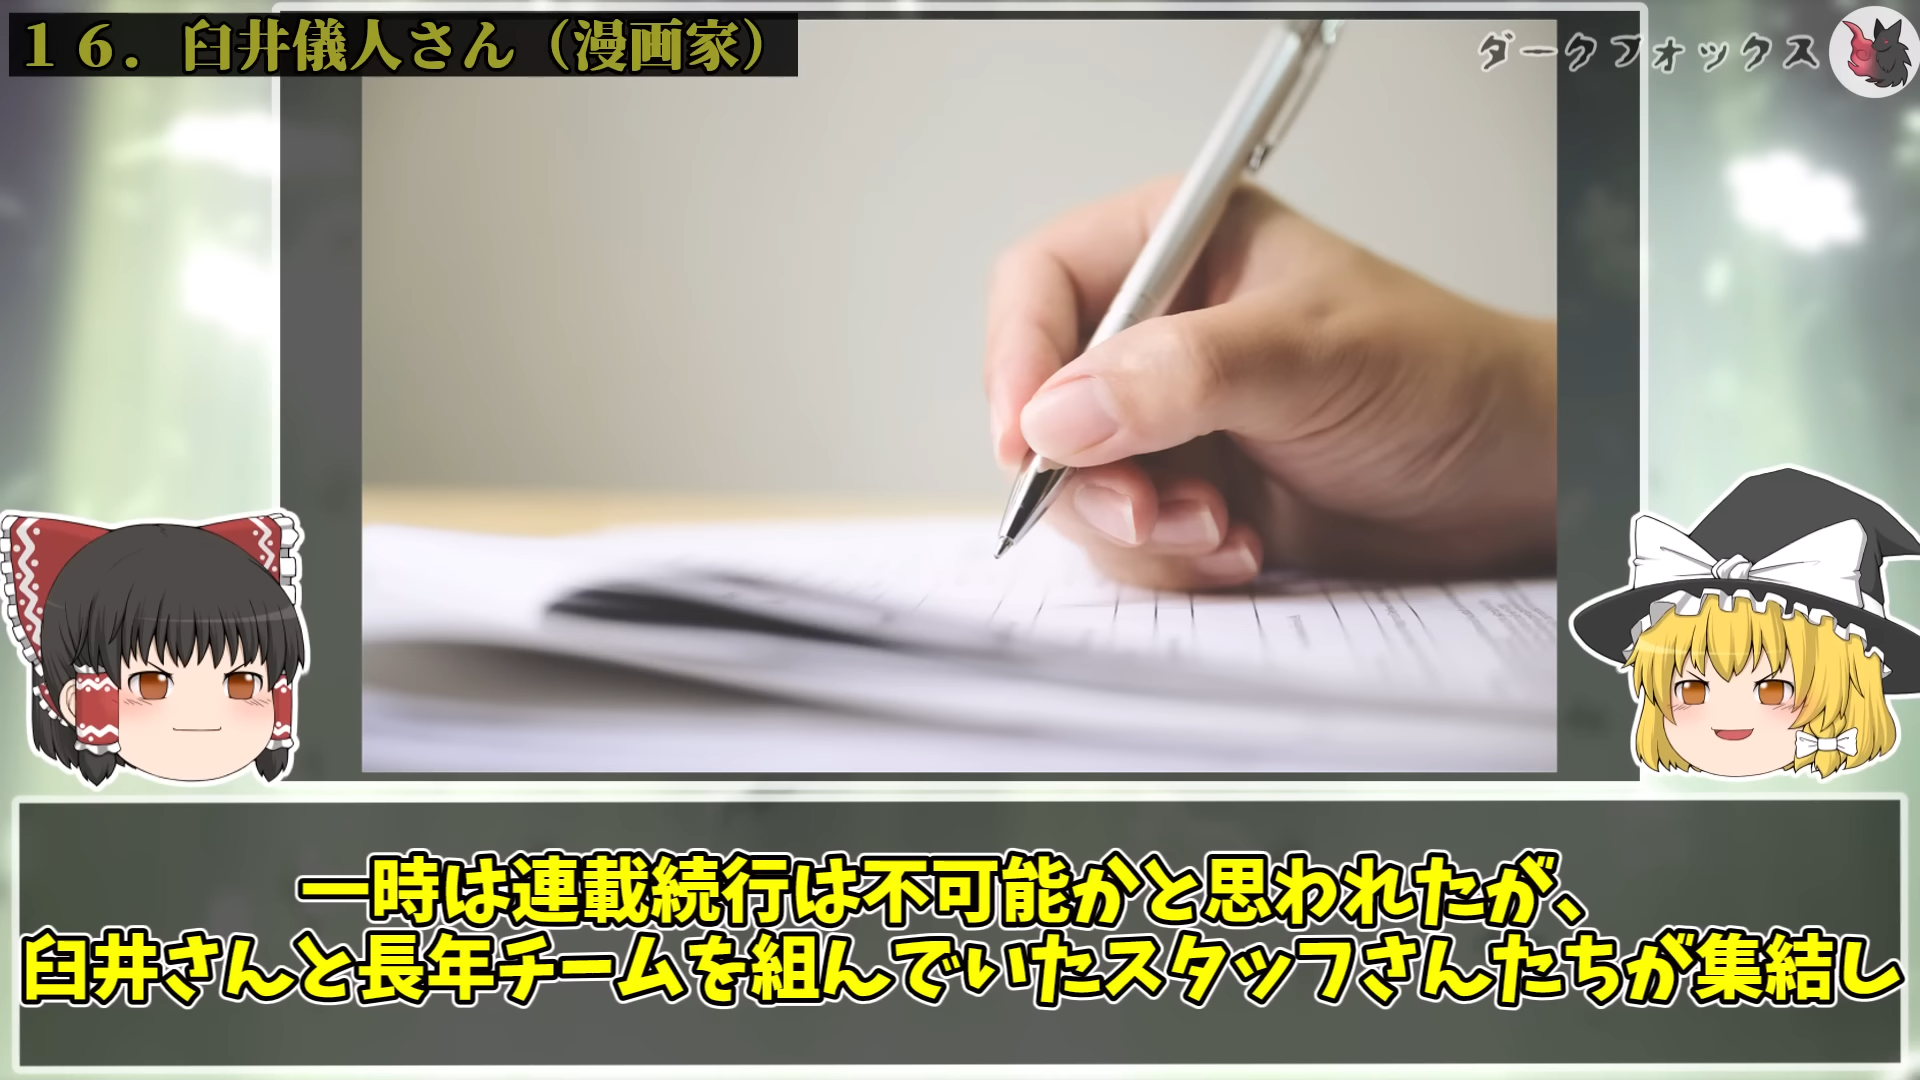 １６．臼井儀人さん（漫画家）
ダークフォックス
一時は連載続行は不可能かと思われたが、
臼井さんと長年チームを組んでいたスタッフさんたちが集結し